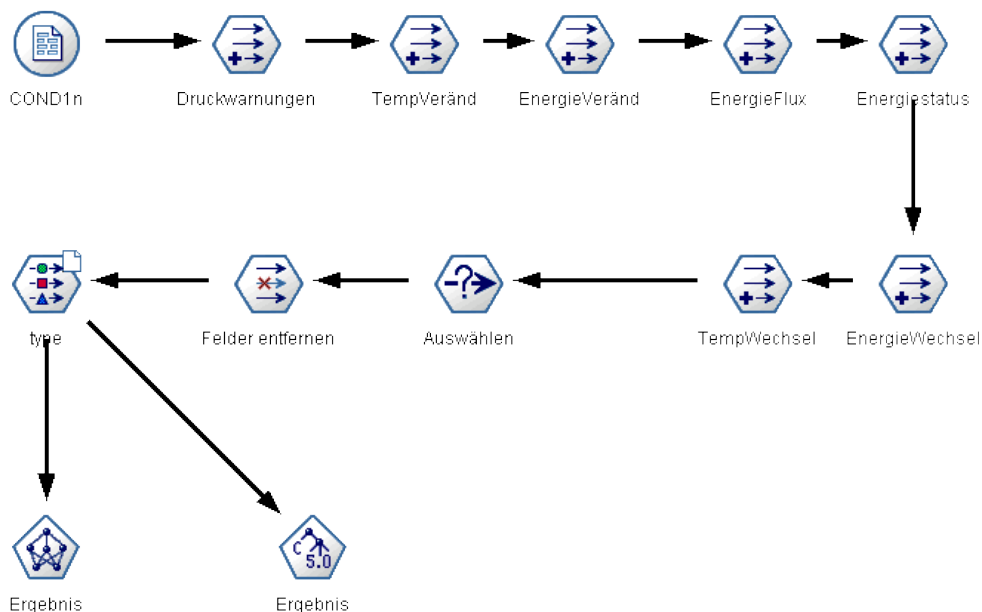 COND1n
Druckwarnungen
TempVeränd
EnergieVeränd
EnergieFlux
Energiestatus
type
Felder entfernen
Auswählen
TempWechsel
EnergieWechsel
C 5.0
Ergebnis
Ergebnis